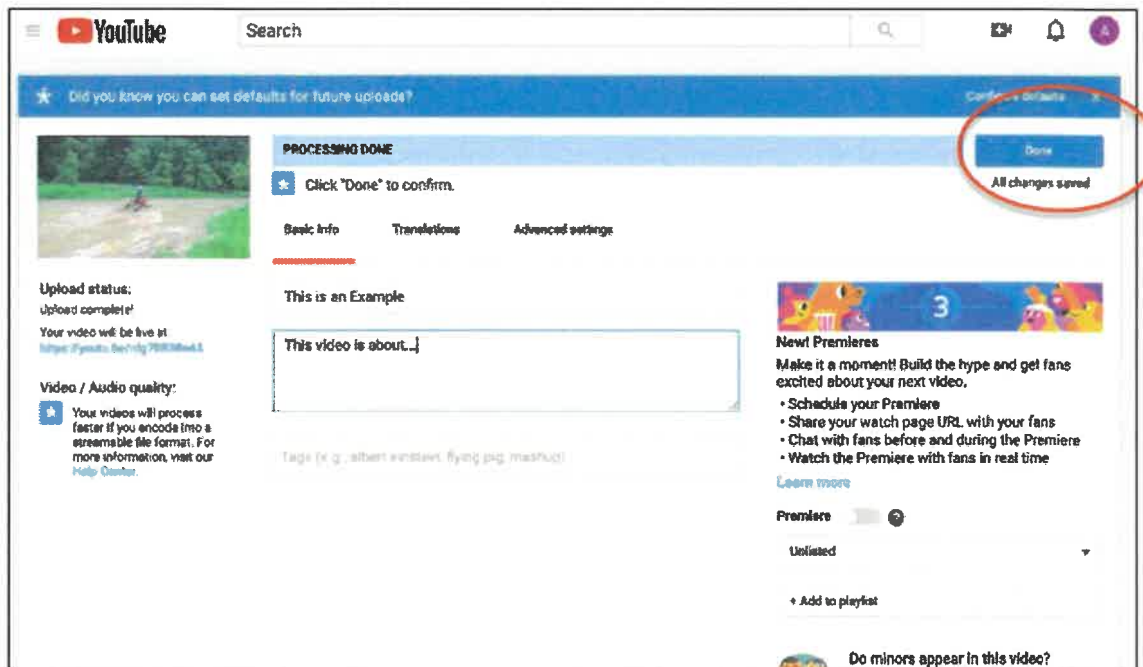 YouTube
Search
A
Did you know you can set defaults for future uploads?
Configure defaults x
PROCESSING DONE
Done
Click "Done" to confirm.
All changes saved
Basic info Translations Advanced settings
Upload status:
Upload complete!
Your video will be live at
Video / Audio quality:
Your videos will process
faster if you encode into a
streamable file format. For
more information, visit our
Help Center.
This is an Example
This video is about...
Tags (e.g., albert einstein, flying pig, mashup)
3
New! Premieres
Make it a moment! Build the hype and get fans
excited about your next video.
• Schedule your Premiere
• Share your watch page URL with your fans
• Chat with fans before and during the Premiere
• Watch the Premiere with fans in real time
Learn more
Premiere ?
Unlisted
+ Add to playlist
Do minors appear in this video?